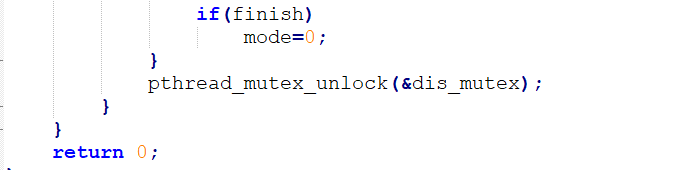 if(finish)
mode=0;
}
pthread_mutex_unlock(&dis_mutex);
}
}
return 0;